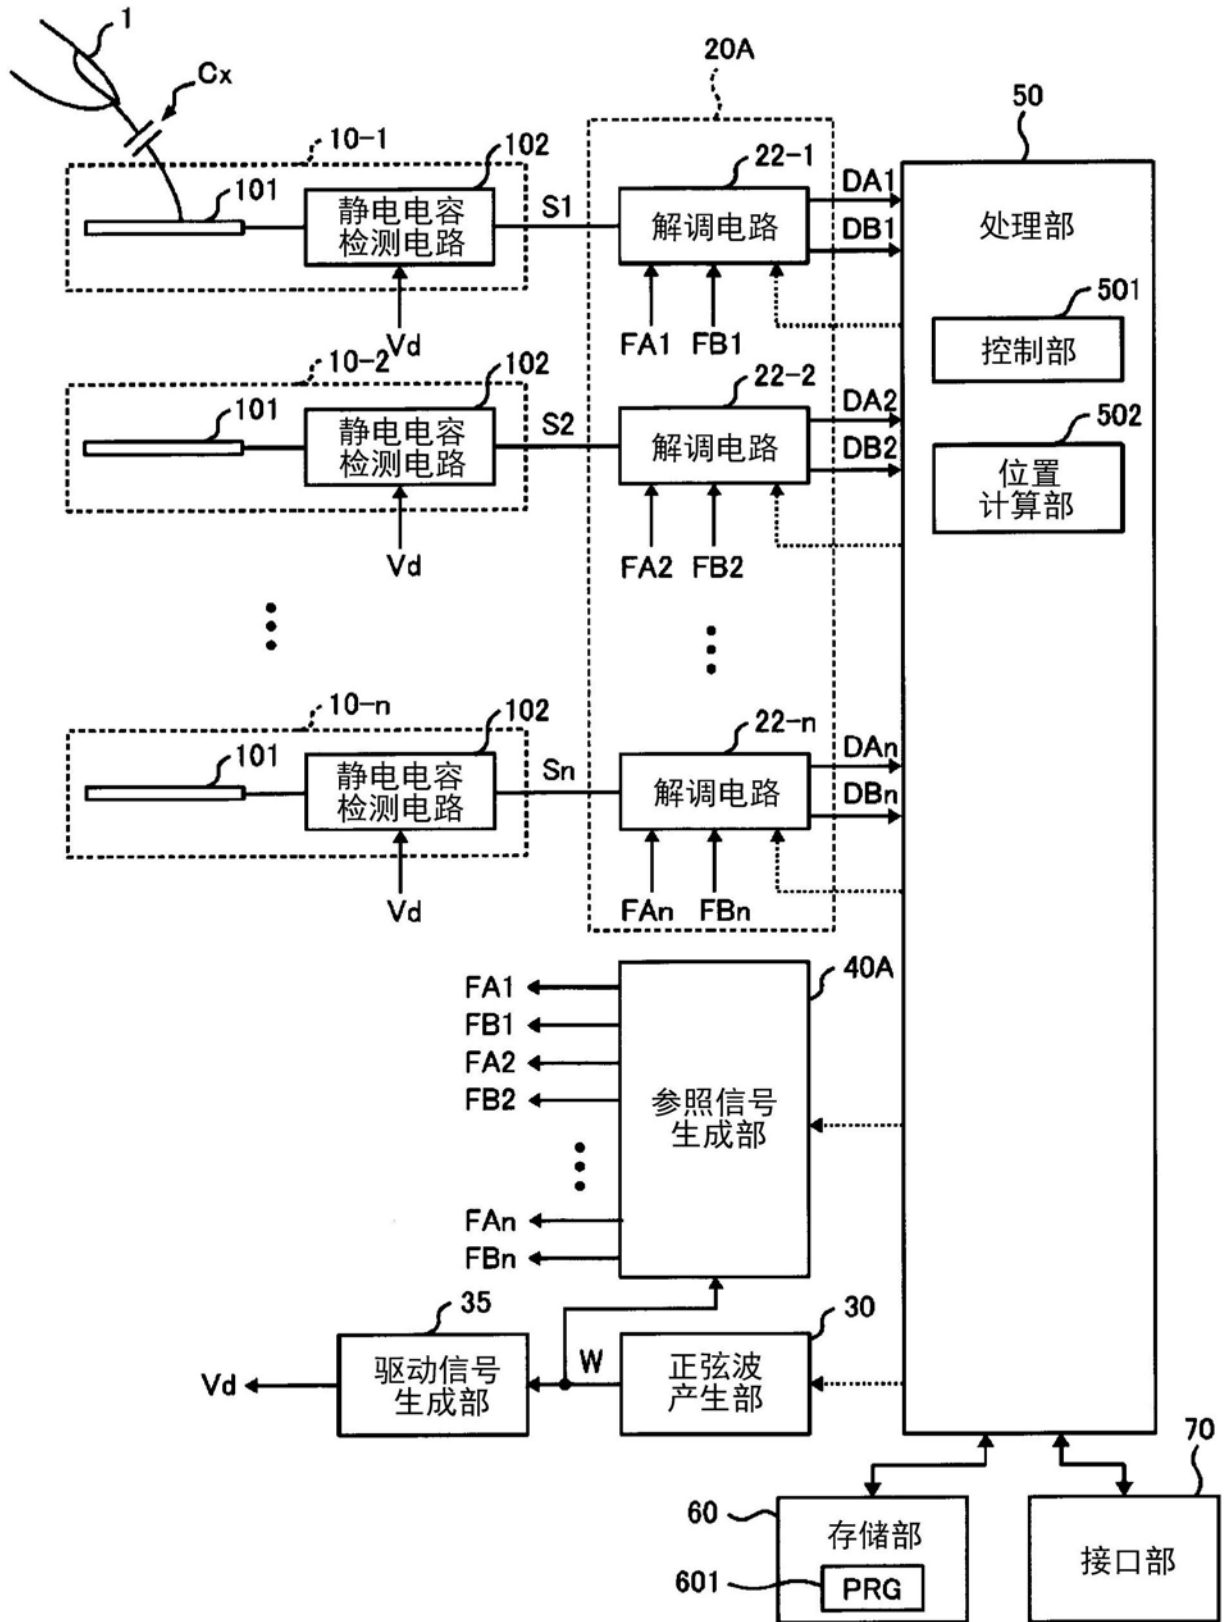 1
Cx
20A
50
10-1
102
22-1
DA1
101
静电电容
检测电路
S1
解调电路
DB1
处理部
Vd
FA1
FB1
501
控制部
10-2
102
22-2
DA2
101
静电电容
检测电路
S2
解调电路
DB2
502
位置
计算部
Vd
FA2
FB2
10-n
102
22-n
DAn
101
静电电容
检测电路
Sn
解调电路
DBn
Vd
FAn
FBn
40A
FA1
FB1
FA2
FB2
参照信号
生成部
FAn
FBn
35
30
Vd
驱动信号
生成部
W
正弦波
产生部
70
60
存储部
接口部
601
PRG